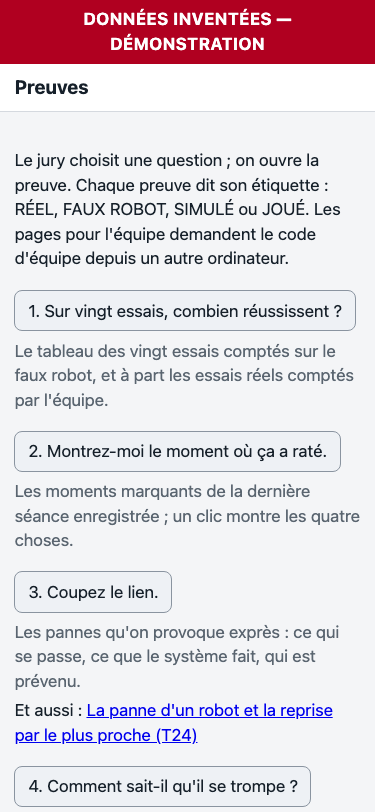 DONNÉES INVENTÉES —
DÉMONSTRATION
Preuves
Le jury choisit une question ; on ouvre la
preuve. Chaque preuve dit son étiquette :
RÉEL, FAUX ROBOT, SIMULÉ ou JOUÉ. Les
pages pour l'équipe demandent le code
d'équipe depuis un autre ordinateur.
1. Sur vingt essais, combien réussissent ?
Le tableau des vingt essais comptés sur le
faux robot, et à part les essais réels comptés
par l'équipe.
2. Montrez-moi le moment où ça a raté.
Les moments marquants de la dernière
séance enregistrée ; un clic montre les quatre
choses.
3. Coupez le lien.
Les pannes qu'on provoque exprès : ce qui
se passe, ce que le système fait, qui est
prévenu.
Et aussi : La panne d'un robot et la reprise
par le plus proche (T24)
4. Comment sait-il qu'il se trompe ?